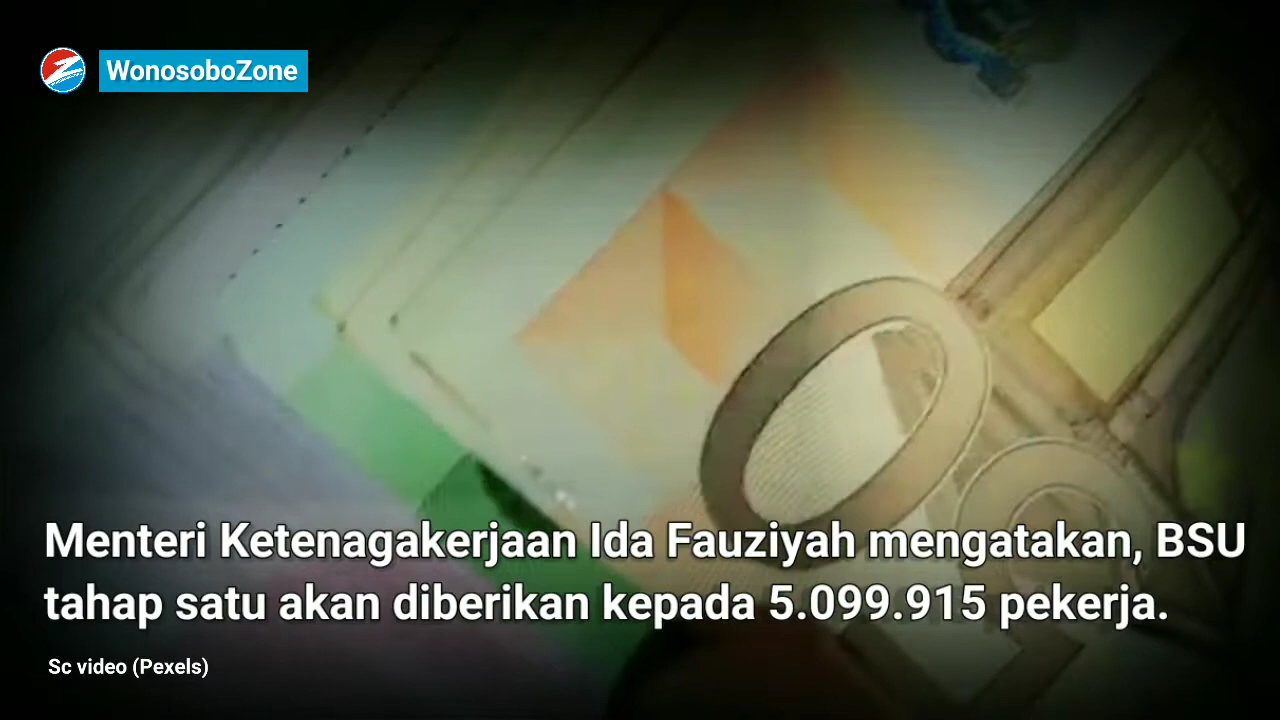 WonosoboZone
Menteri Ketenagakerjaan Ida Fauziyah mengatakan, BSU
tahap satu akan diberikan kepada 5.099.915 pekerja.
Sc video (Pexels)